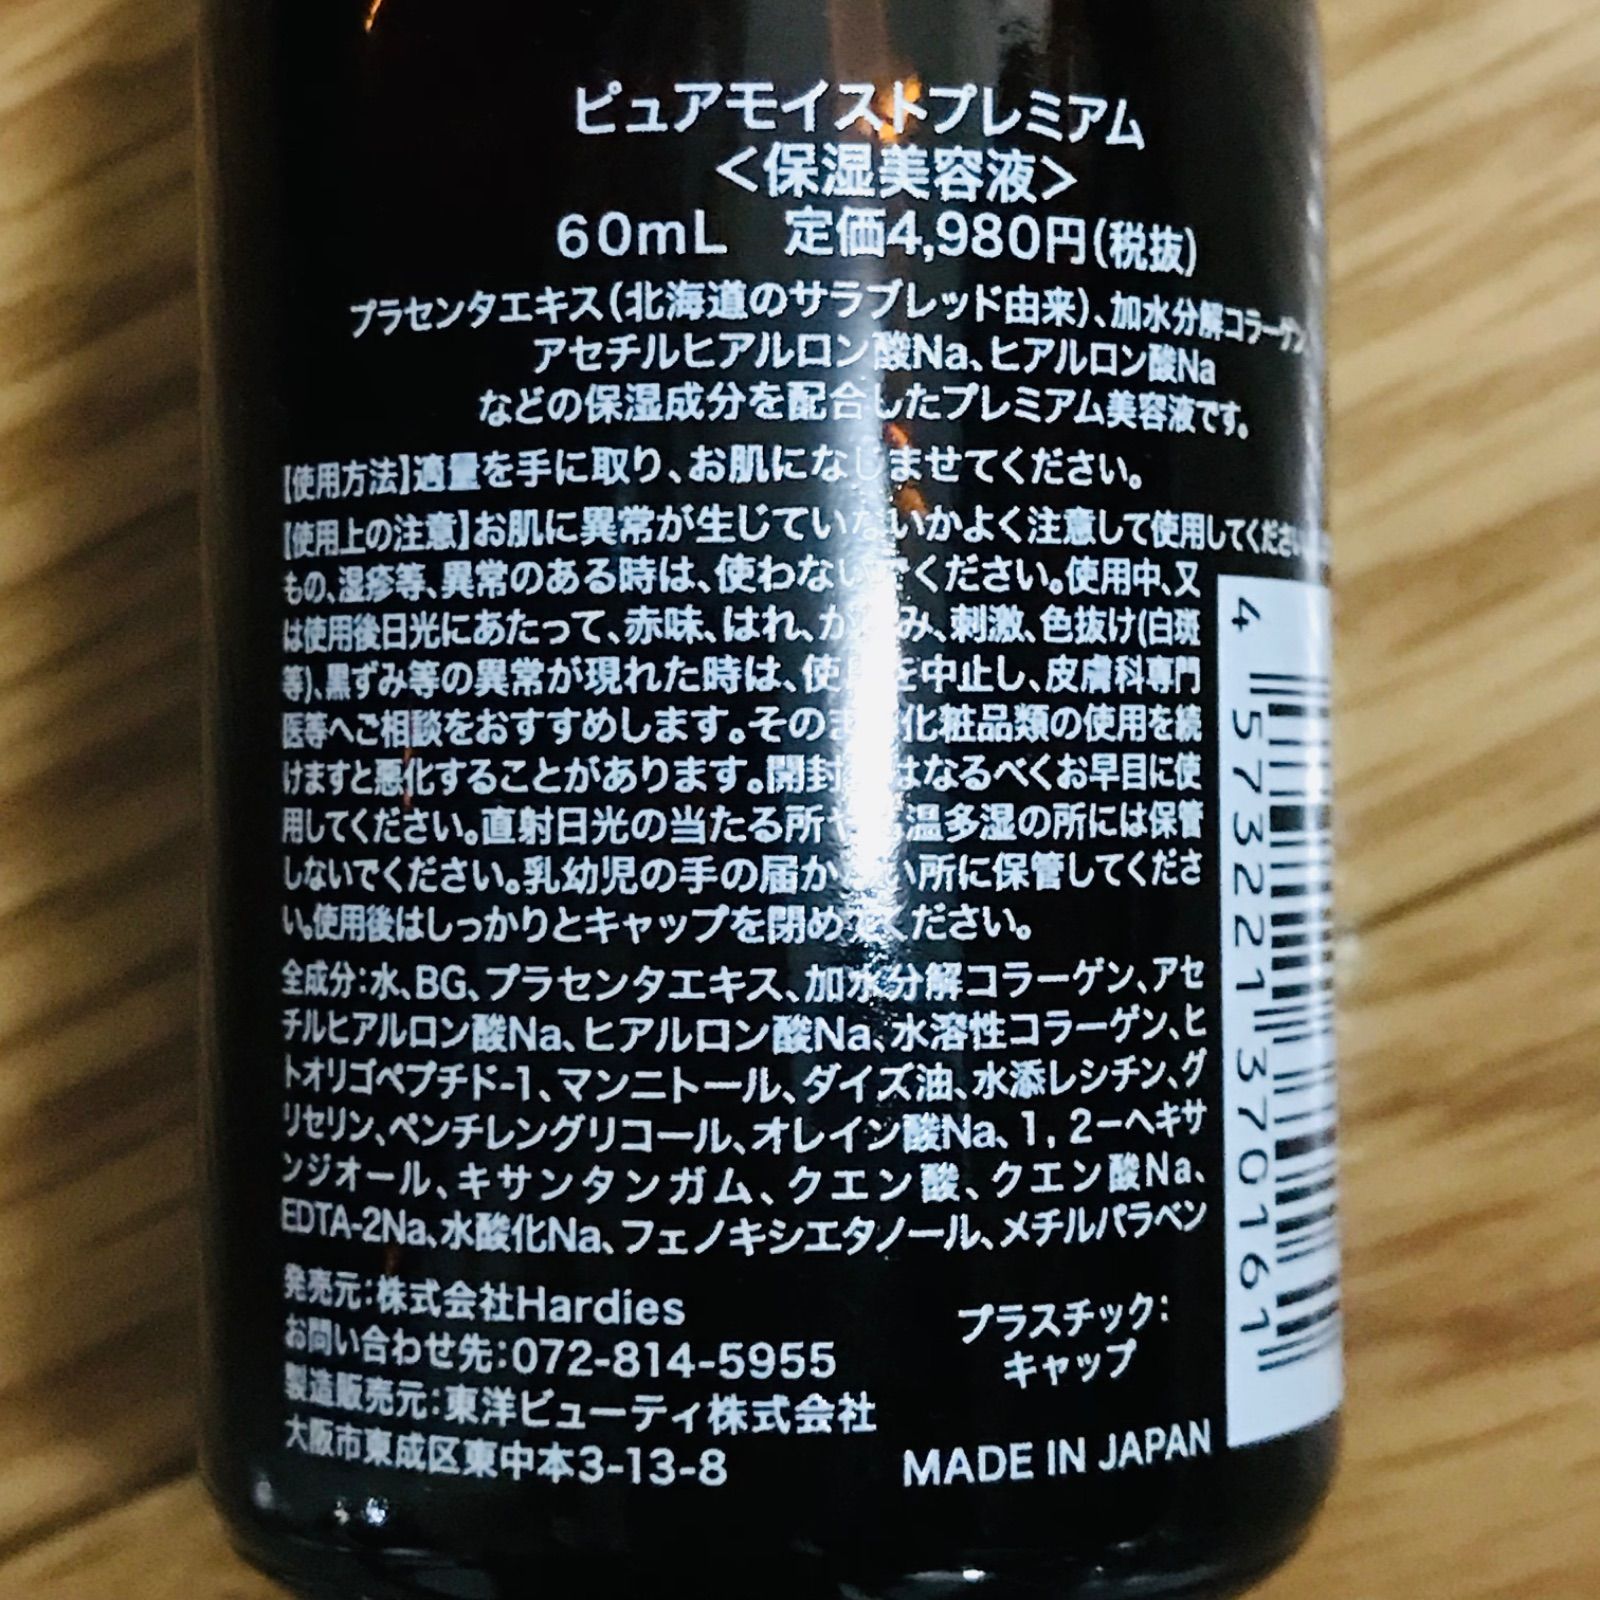 ピュアモイストプレミアム
＜保湿美容液＞
60mL　定価4,980円(税抜)
プラセンタエキス(北海道のサラブレッド由来)、加水分解コラーゲン、
アセチルヒアルロン酸Na、ヒアルロン酸Na
などの保湿成分を配合したプレミアム美容液です。
【使用方法】適量を手に取り、お肌になじませてください。
【使用上の注意】お肌に異常が生じていないかよく注意して使用してください。
もの、湿疹等、異常のある時は、使わないでください。使用中、又
は使用後日光にあたって、赤味、はれ、かゆみ、刺激、色抜け(白斑
等)、黒ずみ等の異常が現れた時は、使用を中止し、皮膚科専門
医等へご相談をおすすめします。そのまま化粧品類の使用を続
けますと悪化することがあります。開封後はなるべくお早目に使
用してください。直射日光の当たる所や高温多湿の所には保管
しないでください。乳幼児の手の届かない所に保管してくださ
い。使用後はしっかりとキャップを閉めてください。
全成分:水、BG、プラセンタエキス、加水分解コラーゲン、アセ
チルヒアルロン酸Na、ヒアルロン酸Na、水溶性コラーゲン、ヒ
トオリゴペプチド-1、マンニトール、ダイズ油、水添レシチン、グ
リセリン、ペンチレングリコール、オレイン酸Na、1, 2ーヘキサ
ンジオール、キサンタンガム、クエン酸、クエン酸Na、
EDTA-2Na、水酸化Na、フェノキシエタノール、メチルパラベン
発売元:株式会社Hardies
お問い合わせ先:072-814-5955
製造販売元:東洋ビューティ株式会社
大阪市東成区東中本3-13-8
プラスチック:
キャップ
MADE IN JAPAN
4 573221 370161